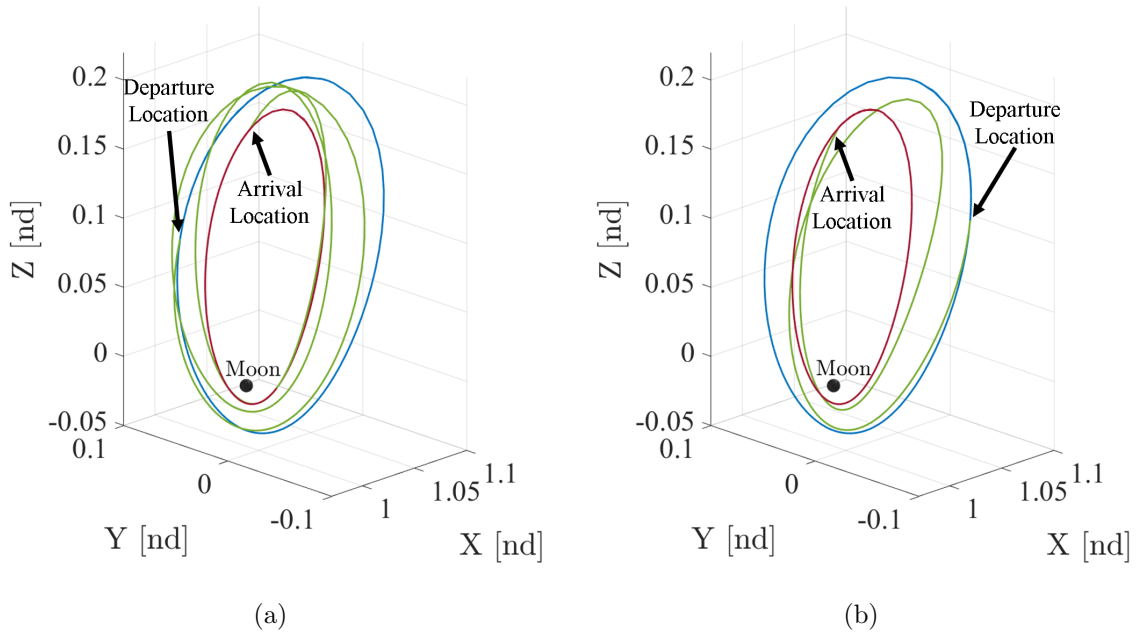 0.2
Departure
Location
0.15
Arrival
Location
0.1
Z [nd]
0.05
0
Moon
-0.05
0.1
0
-0.1
1
1.05
1.1
Y [nd]
X [nd]
(a)
0.2
Departure
Location
0.15
Arrival
Location
0.1
Z [nd]
0.05
0
Moon
-0.05
0.1
0
-0.1
1
1.05
1.1
Y [nd]
X [nd]
(b)